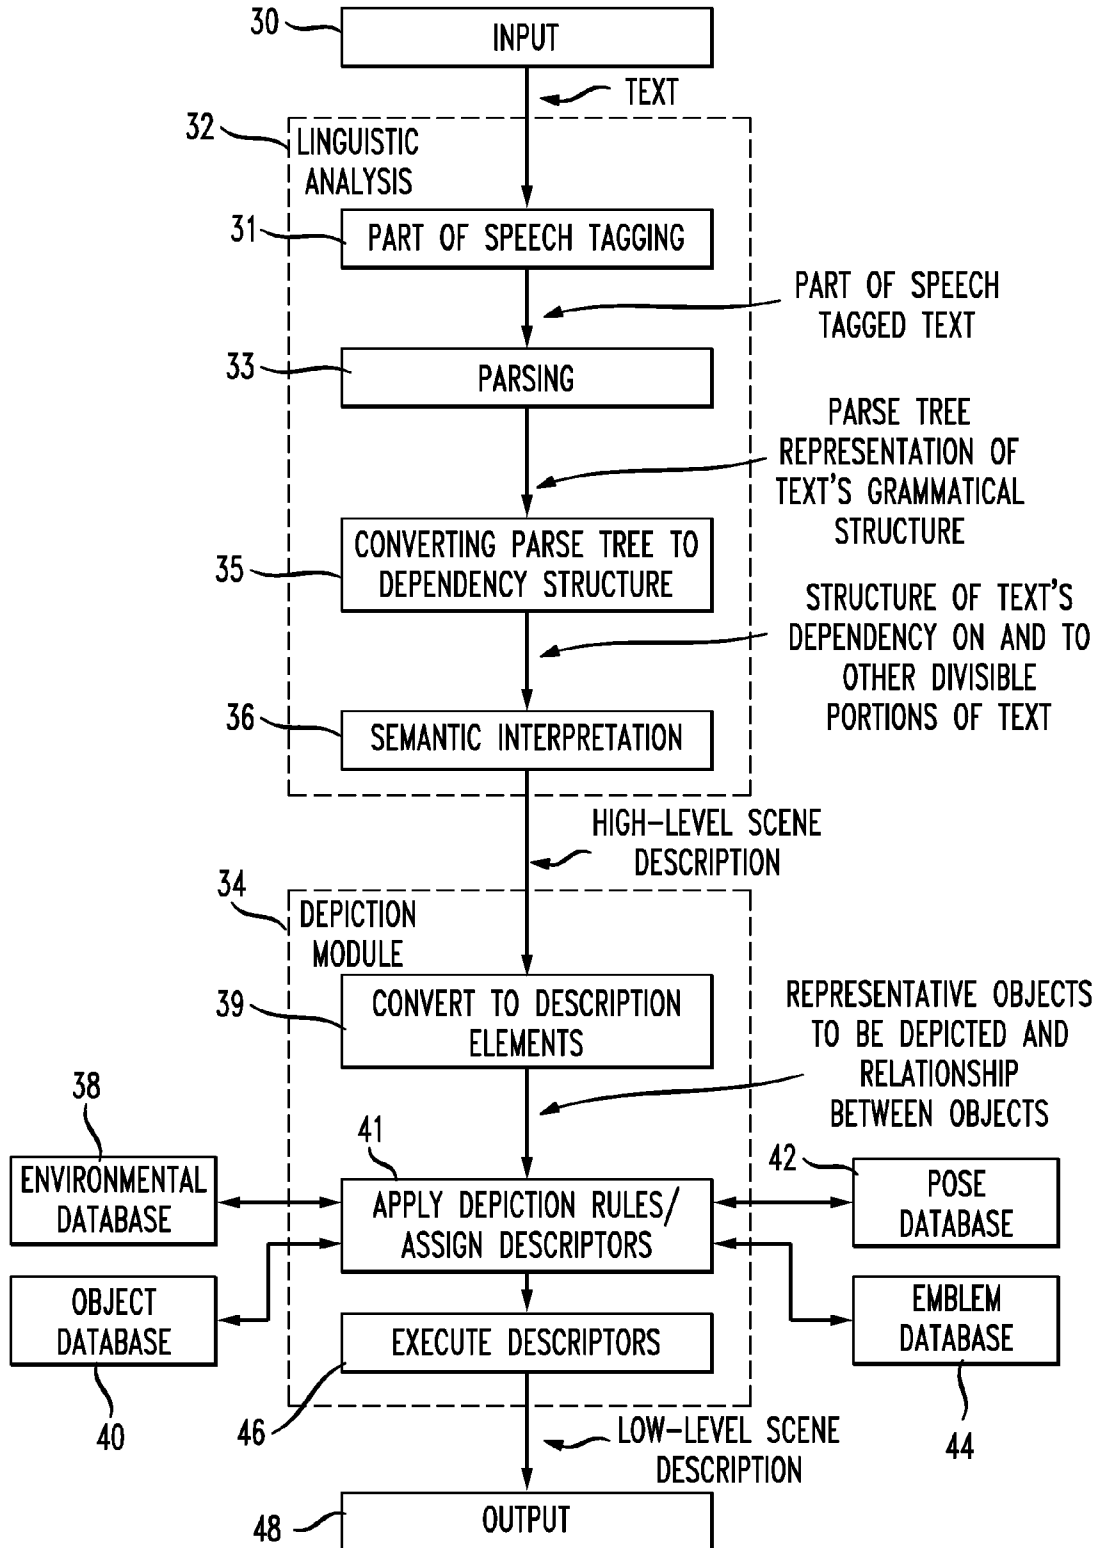 30
INPUT
TEXT
32
LINGUISTIC
ANALYSIS
31
PART OF SPEECH TAGGING
PART OF SPEECH
TAGGED TEXT
33
PARSING
PARSE TREE
REPRESENTATION OF
TEXT'S GRAMMATICAL
STRUCTURE
35
CONVERTING PARSE TREE TO
DEPENDENCY STRUCTURE
STRUCTURE OF TEXT'S
DEPENDENCY ON AND TO
OTHER DIVISIBLE
PORTIONS OF TEXT
36
SEMANTIC INTERPRETATION
HIGH-LEVEL SCENE
DESCRIPTION
34
DEPICTION
MODULE
39
CONVERT TO DESCRIPTION
ELEMENTS
REPRESENTATIVE OBJECTS
TO BE DEPICTED AND
RELATIONSHIP
BETWEEN OBJECTS
38
ENVIRONMENTAL
DATABASE
41
APPLY DEPICTION RULES/
ASSIGN DESCRIPTORS
42
POSE
DATABASE
OBJECT
DATABASE
40
EXECUTE DESCRIPTORS
46
EMBLEM
DATABASE
44
LOW-LEVEL SCENE
DESCRIPTION
48
OUTPUT